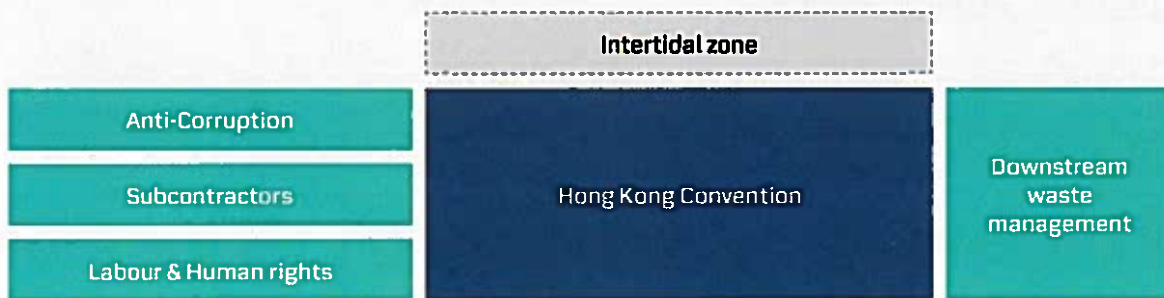 Intertidal zone
Anti-Corruption
Subcontractors
Labour & Human rights
Hong Kong Convention
Downstream
waste
management